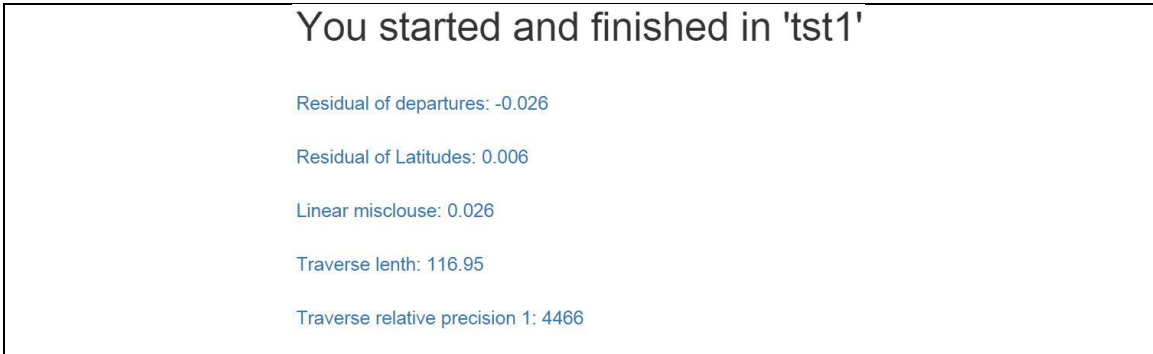 You started and finished in 'tst1'
Residual of departures: -0.026
Residual of Latitudes: 0.006
Linear misclouse: 0.026
Traverse lenth: 116.95
Traverse relative precision 1: 4466